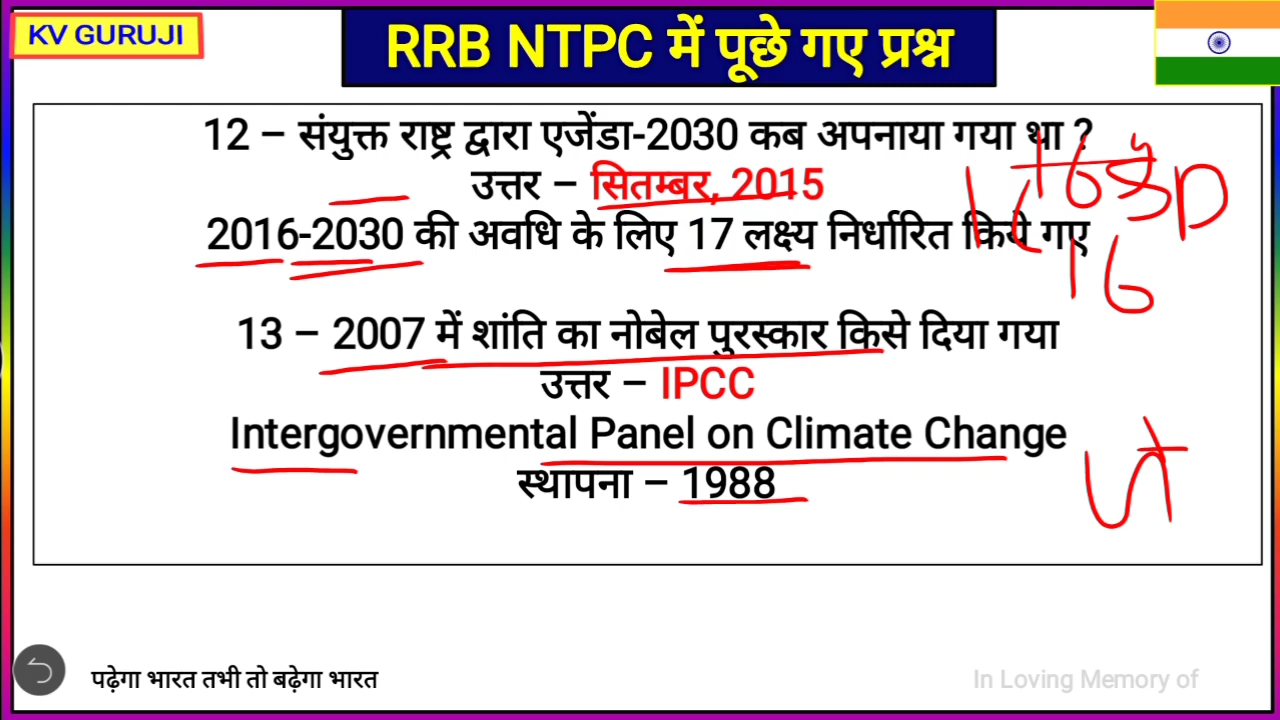 KV GURUJI
RRB NTPC में पूछे गए प्रश्न
12 – संयुक्त राष्ट्र द्वारा एजेंडा-2030 कब अपनाया गया था ?
उत्तर – सितम्बर, 2015
2016-2030 की अवधि के लिए 17 लक्ष्य निर्धारित किये गए
16
13 – 2007 में शांति का नोबेल पुरस्कार किसे दिया गया
उत्तर – IPCC
Intergovernmental Panel on Climate Change
स्थापना – 1988
पढ़ेगा भारत तभी तो बढ़ेगा भारत
In Loving Memory of